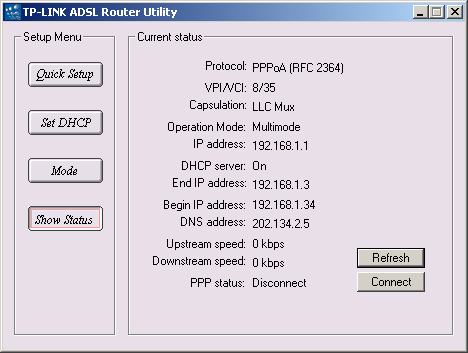 TP-LINK ADSL Router Utility
Setup Menu
Quick Setup
Set DHCP
Mode
Show Status
Current status
Protocol: PPPoA (RFC 2364)
VPI/VCI: 8/35
Capsulation: LLC Mux
Operation Mode: Multimode
IP address: 192.168.1.1
DHCP server: On
End IP address: 192.168.1.3
Begin IP address: 192.168.1.34
DNS address: 202.134.2.5
Upstream speed: 0 kbps
Downstream speed: 0 kbps
PPP status: Disconnect
Refresh
Connect